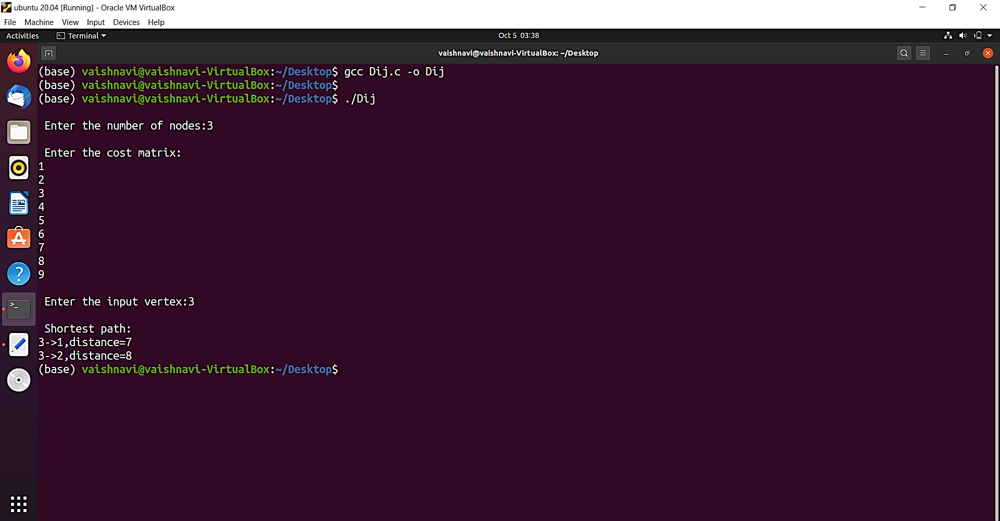 ubuntu 20.04 [Running] - Oracle VM VirtualBox
File Machine View Input Devices Help
Activities Terminal Oct 5 03:38
vaishnavi@vaishnavi-VirtualBox: ~/Desktop
(base) vaishnavi@vaishnavi-VirtualBox:~/Desktop$ gcc Dij.c -o Dij
(base) vaishnavi@vaishnavi-VirtualBox:~/Desktop$
(base) vaishnavi@vaishnavi-VirtualBox:~/Desktop$ ./Dij
Enter the number of nodes:3
Enter the cost matrix:
1
2
3
4
5
6
7
8
9
Enter the input vertex:3
Shortest path:
3->1,distance=7
3->2,distance=8
(base) vaishnavi@vaishnavi-VirtualBox:~/Desktop$